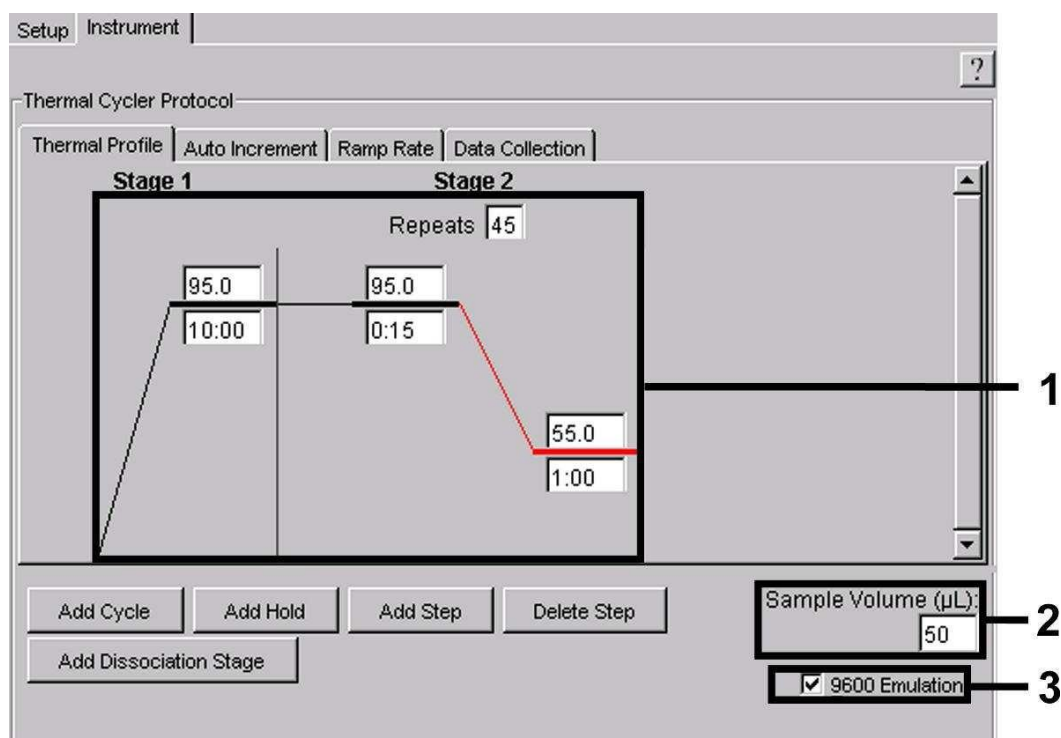 Setup Instrument
?
Thermal Cycler Protocol
Thermal Profile Auto Increment Ramp Rate Data Collection
Stage 1 Stage 2
Repeats 45
95.0 95.0
10:00 0:15
1
55.0
1:00
Add Cycle Add Hold Add Step Delete Step
Sample Volume (µL):
50
2
Add Dissociation Stage
9600 Emulation
3